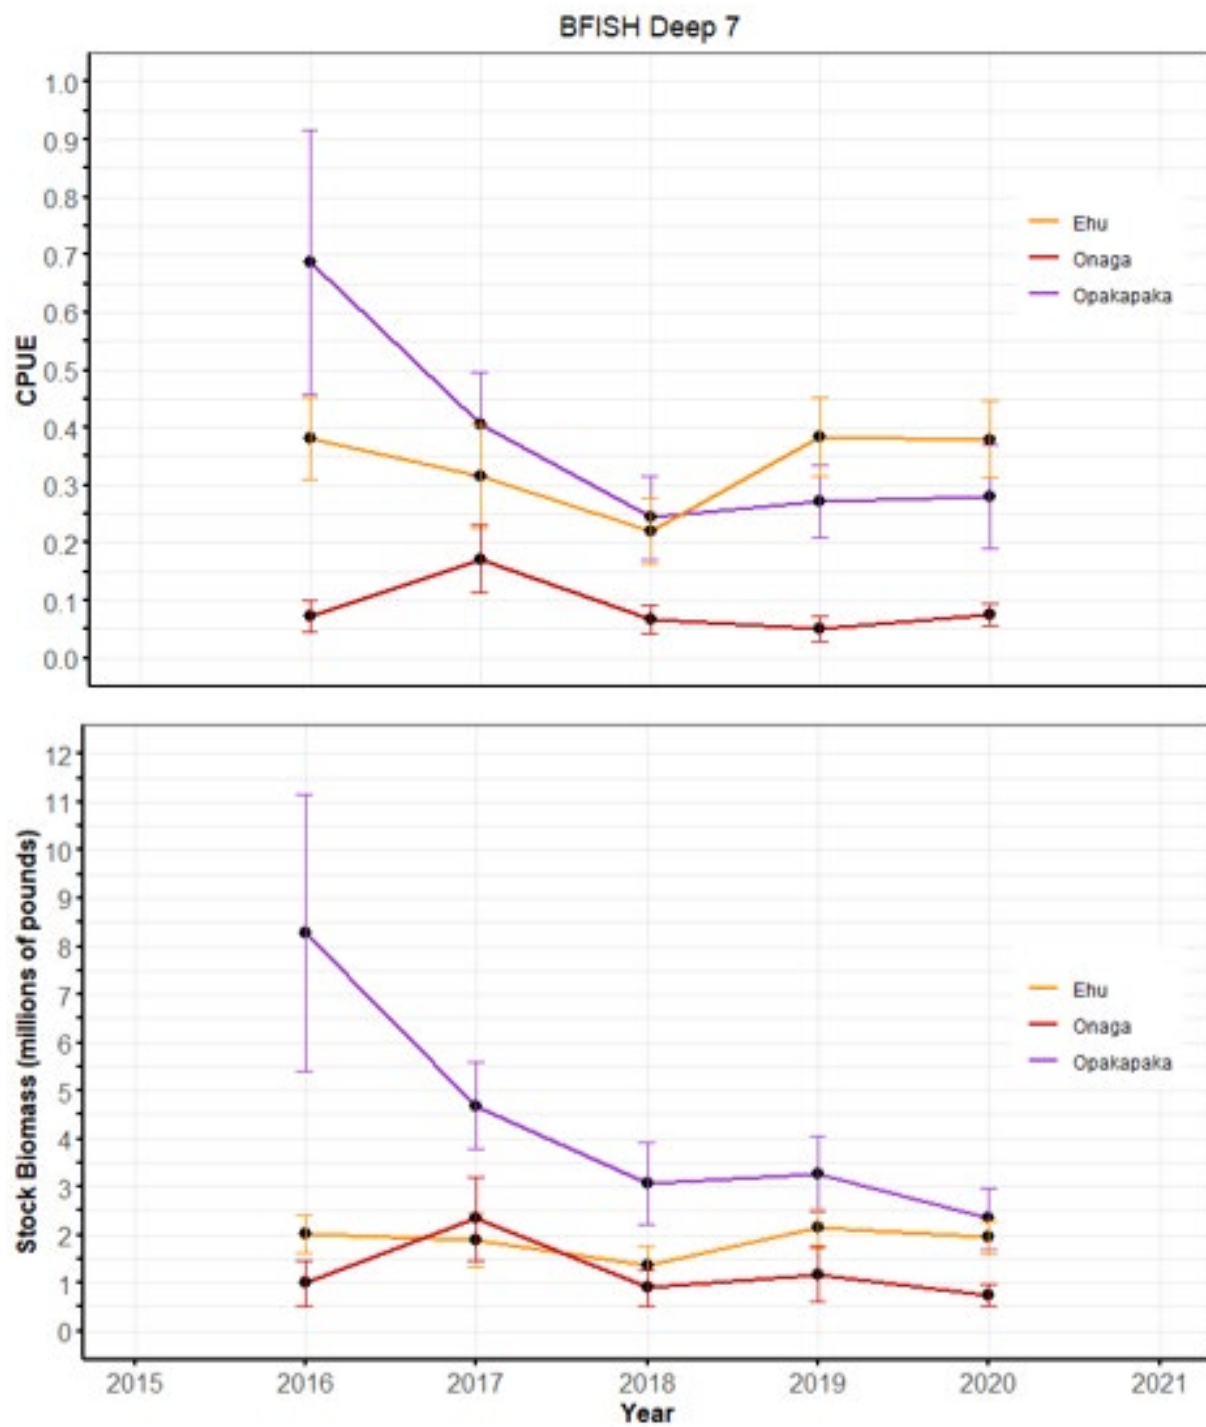 BFISH Deep 7
1.0
0.9
0.8
0.7
0.6
0.5
0.4
0.3
0.2
0.1
0.0
CPUE
Ehu
Onaga
Opakapaka
12
11
10
9
8
7
6
5
4
3
2
1
0
Stock Biomass (millions of pounds)
Ehu
Onaga
Opakapaka
2015 2016 2017 2018 2019 2020 2021
Year